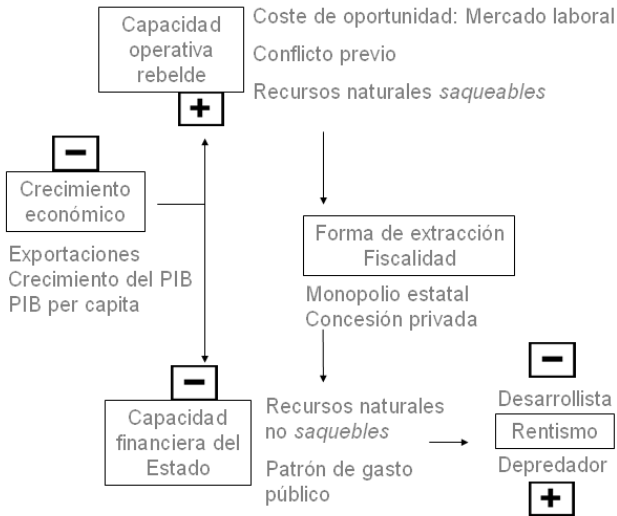 Capacidad
operativa
rebelde
+
Coste de oportunidad: Mercado laboral
Conflicto previo
Recursos naturales saqueables
−
Crecimiento
económico
Exportaciones
Crecimiento del PIB
PIB per capita
Forma de extracción
Fiscalidad
Monopolio estatal
Concesión privada
−
Capacidad
financiera del
Estado
Recursos naturales
no saquebles
Patrón de gasto
público
−
Desarrollista
Rentismo
Depredador
+